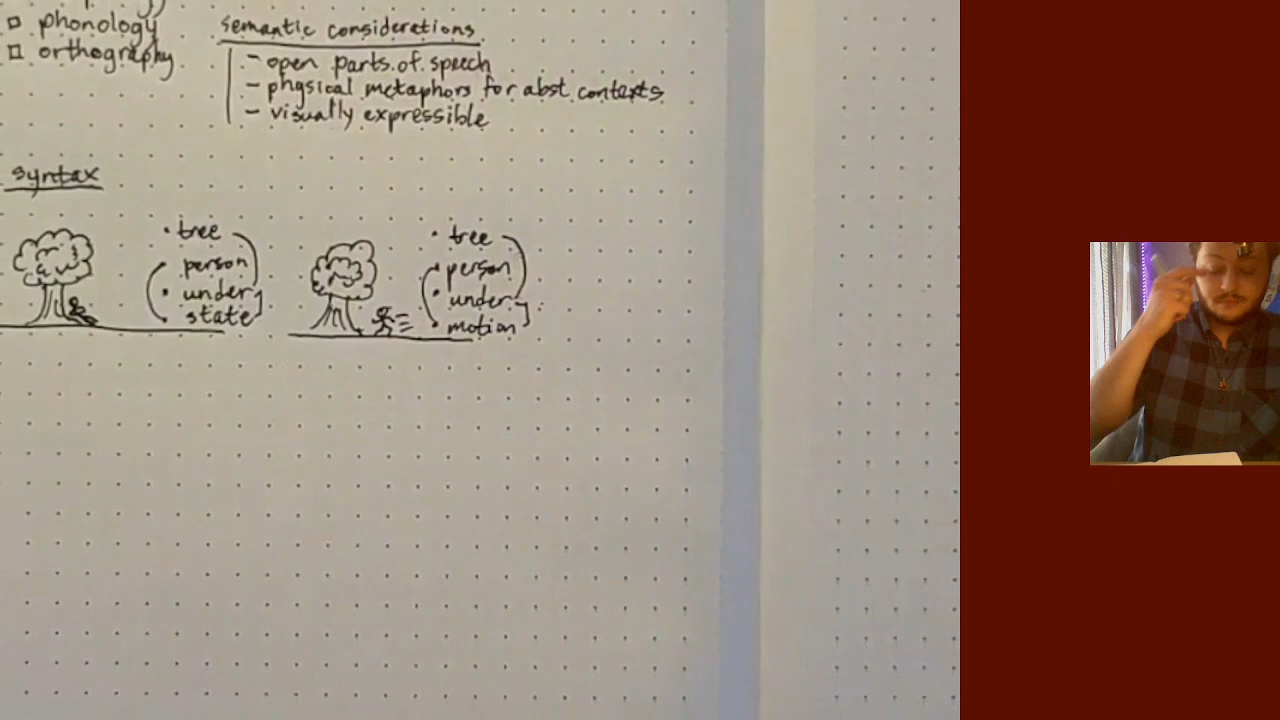 phonology
orthography
semantic considerations
- open parts of speech
- physical metaphors for abst contexts
- visually expressible
syntax
• tree
person
• under
state
• tree
person
• under
motion